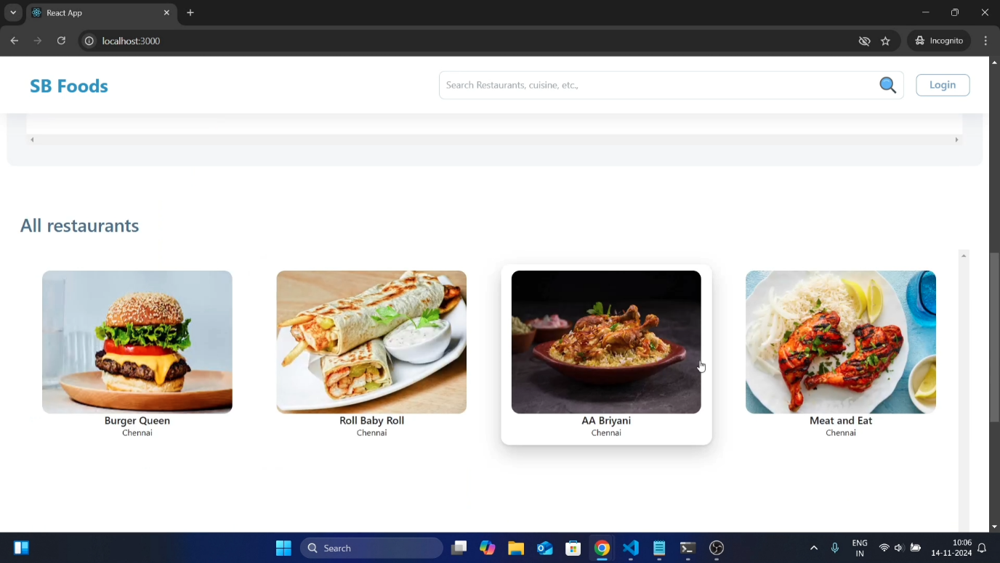 React App
localhost:3000
Incognito
SB Foods
Search Restaurants, cuisine, etc.,
Login
All restaurants
Burger Queen
Chennai
Roll Baby Roll
Chennai
AA Briyani
Chennai
Meat and Eat
Chennai
Search
ENG
IN
10:06
14-11-2024